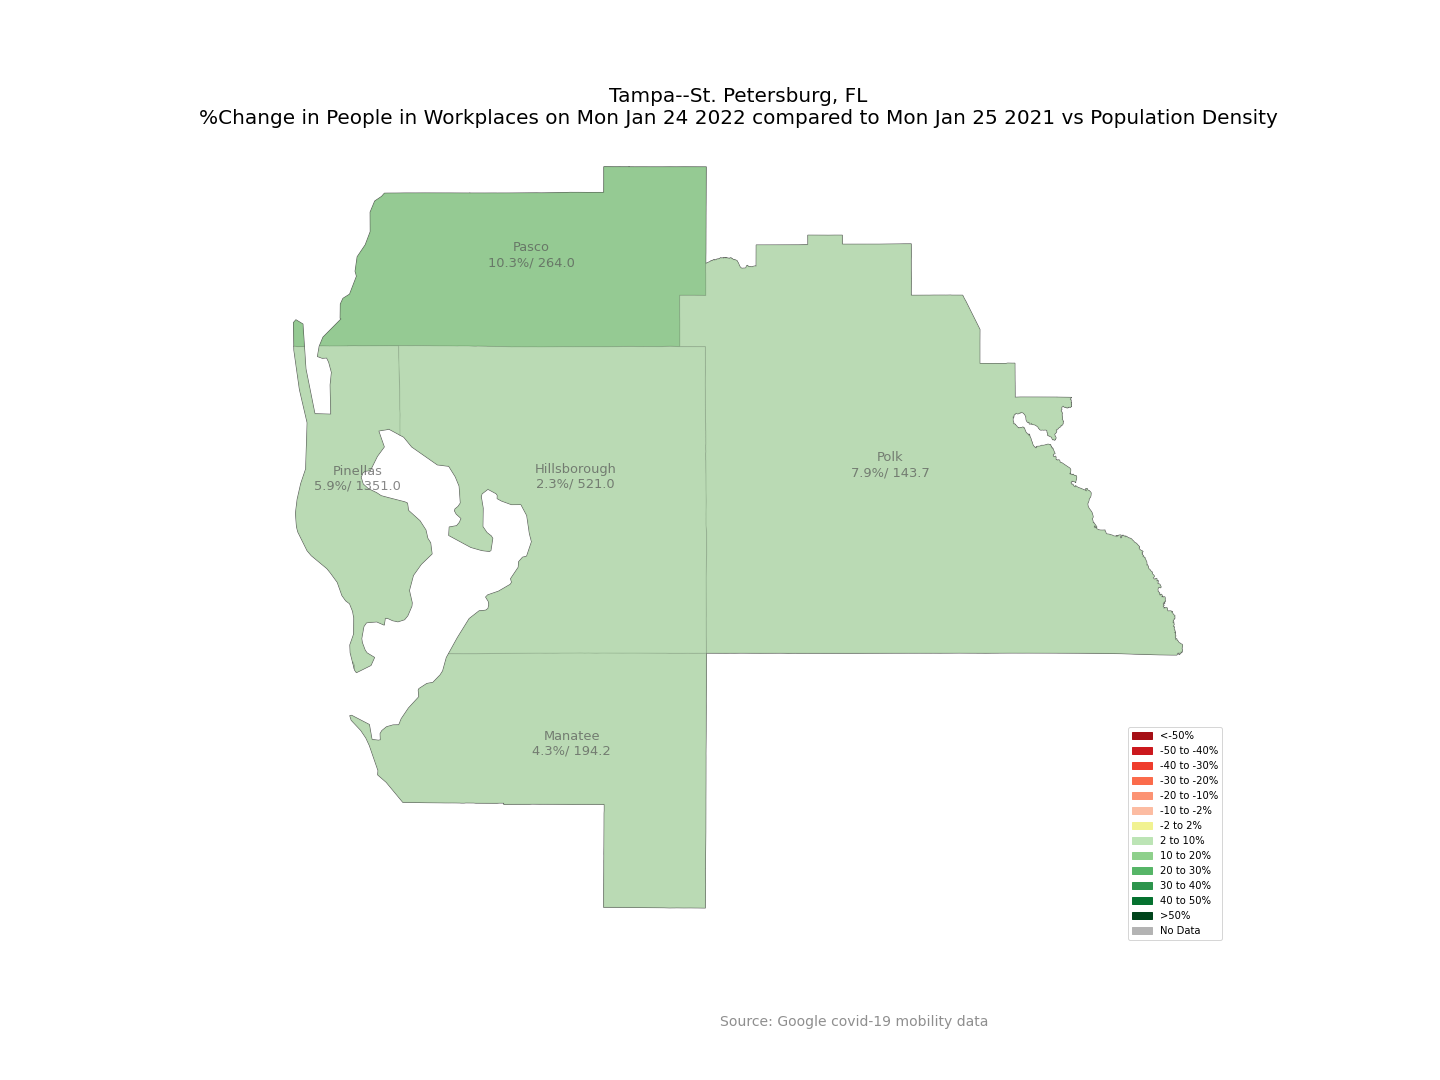 Tampa--St. Petersburg, FL
%Change in People in Workplaces on Mon Jan 24 2022 compared to Mon Jan 25 2021 vs Population Density
Pasco
10.3%/ 264.0
Polk
7.9%/ 143.7
Hillsborough
2.3%/ 521.0
Pinellas
5.9%/ 1351.0
Manatee
4.3%/ 194.2
<-50%
-50 to -40%
-40 to -30%
-30 to -20%
-20 to -10%
-10 to -2%
-2 to 2%
2 to 10%
10 to 20%
20 to 30%
30 to 40%
40 to 50%
>50%
No Data
Source: Google covid-19 mobility data